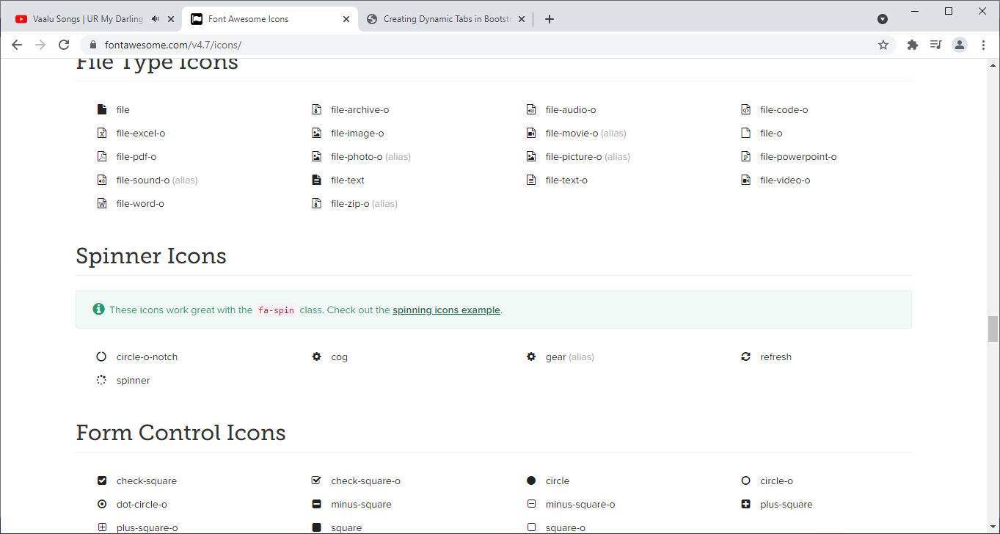 Vaalu Songs | UR My Darling
Font Awesome Icons
Creating Dynamic Tabs in Bootst
fontawesome.com/v4.7/icons/
File Type Icons
file file-archive-o file-audio-o file-code-o
file-excel-o file-image-o file-movie-o (alias) file-o
file-pdf-o file-photo-o (alias) file-picture-o (alias) file-powerpoint-o
file-sound-o (alias) file-text file-text-o file-video-o
file-word-o file-zip-o (alias)
Spinner Icons
These icons work great with the fa-spin class. Check out the spinning icons example.
circle-o-notch cog gear (alias) refresh
spinner
Form Control Icons
check-square check-square-o circle circle-o
dot-circle-o minus-square minus-square-o plus-square
plus-square-o square square-o